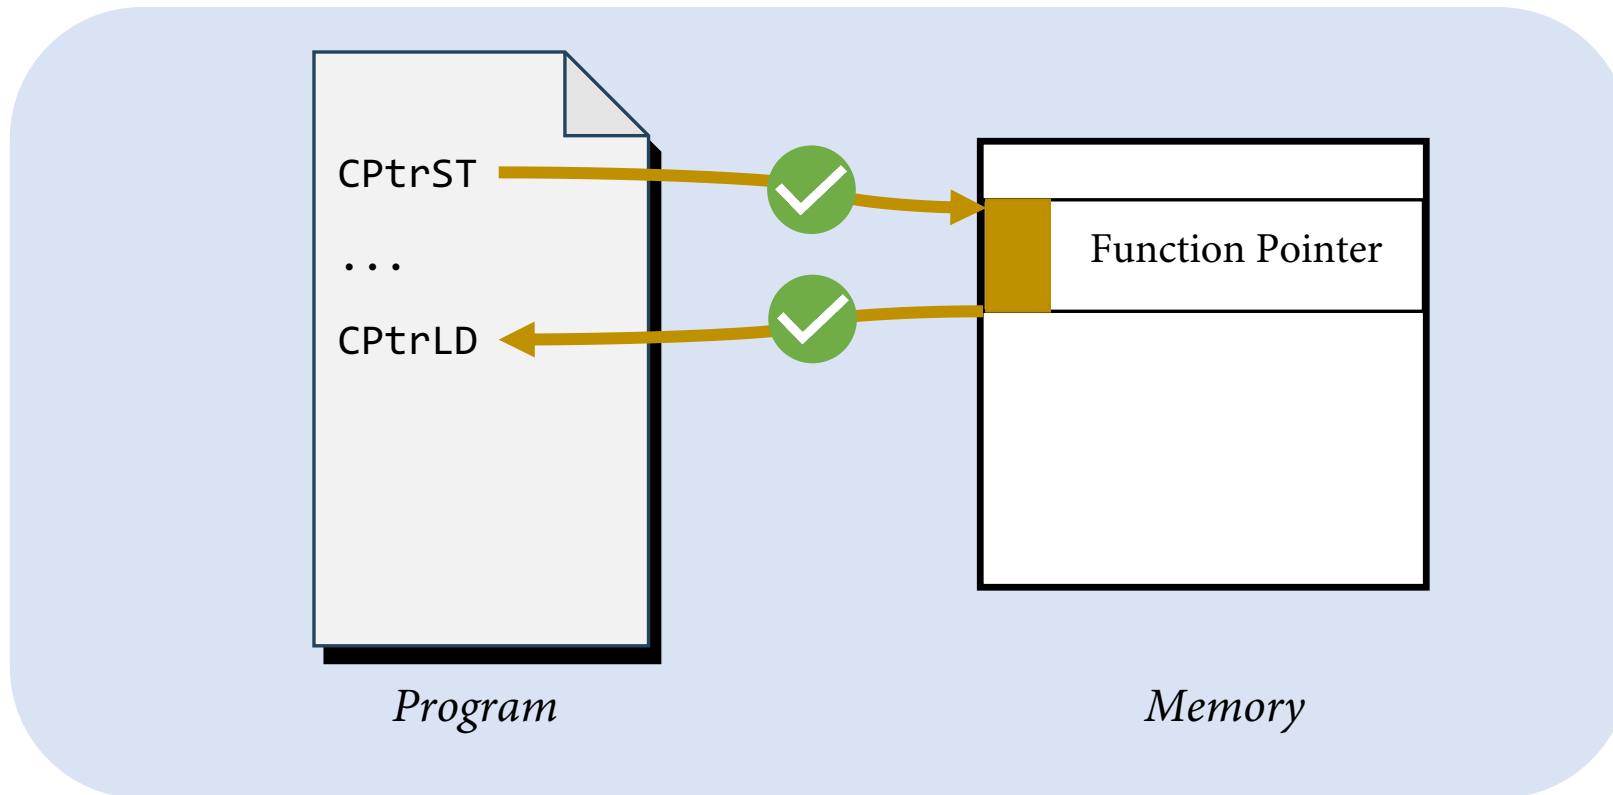 CPtrST
...
CPtrLD
Function Pointer
Program
Memory